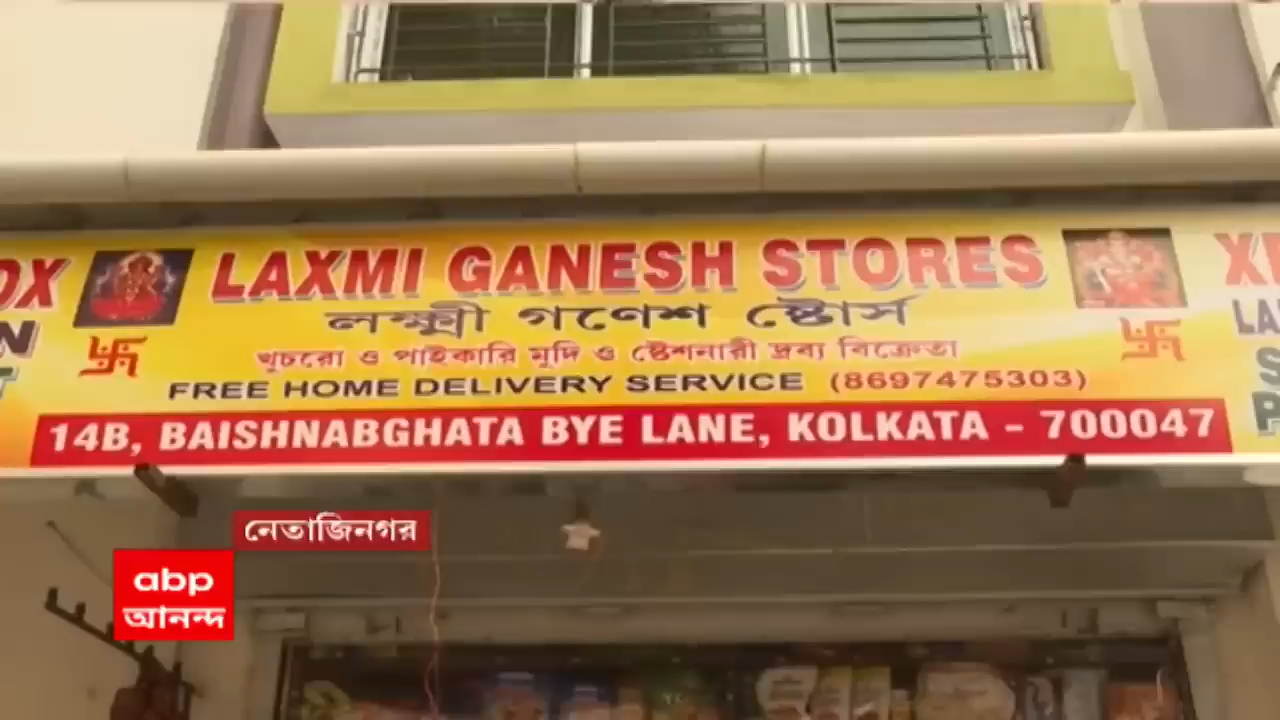 LAXMI GANESH STORES
লক্ষ্মী গণেশ ষ্টোর্স
খুচরো ও পাইকারি মুদি ও ষ্টেশনারী দ্রব্য বিক্রেতা
FREE HOME DELIVERY SERVICE (8697475303)
14B, BAISHNABGHATA BYE LANE, KOLKATA - 700047
নেতাজিনগর
abp
আনন্দ